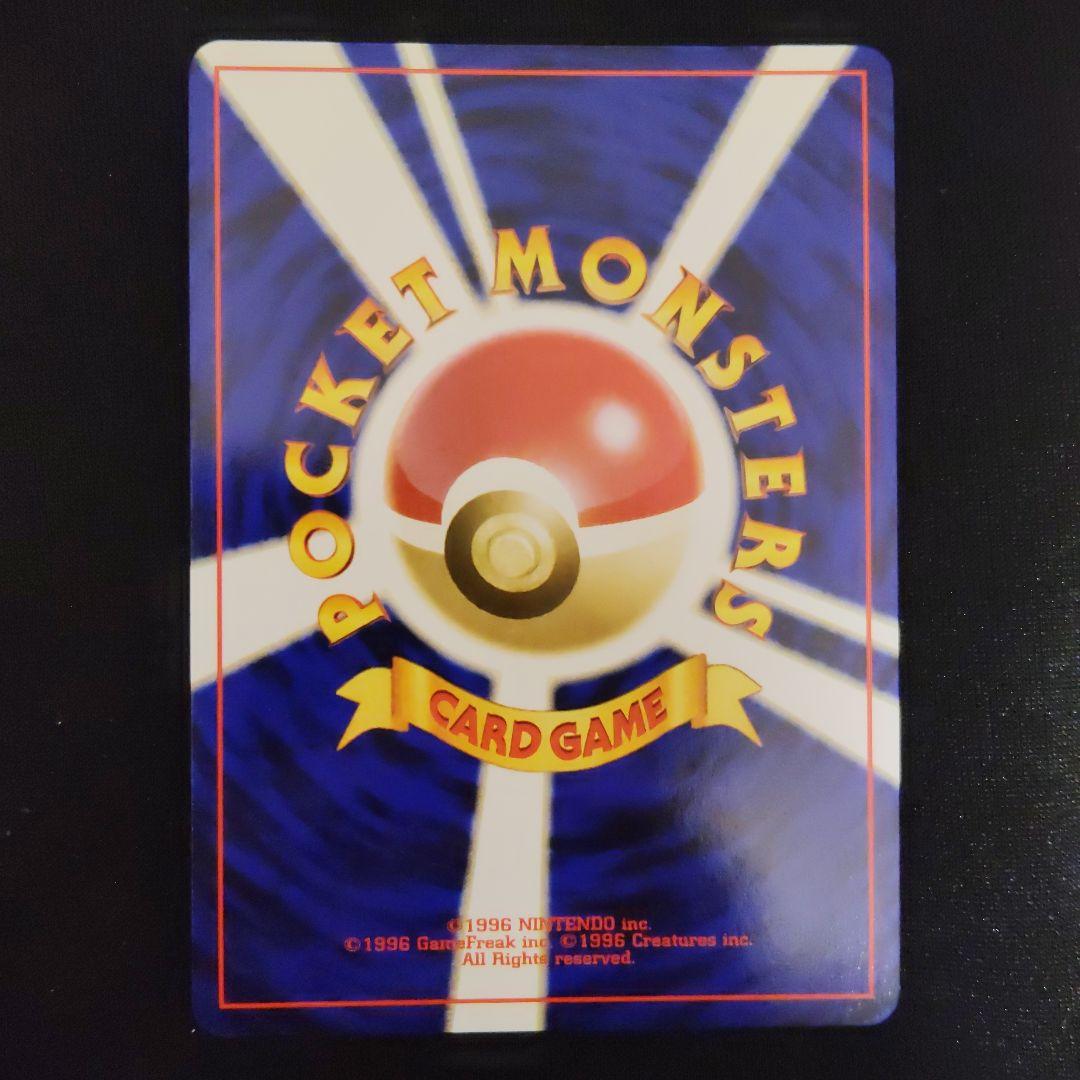 POCKET MONSTERS
CARD GAME
©1996 NINTENDO inc.
©1996 GameFreak inc. ©1996 Creatures inc.
All Rights reserved.